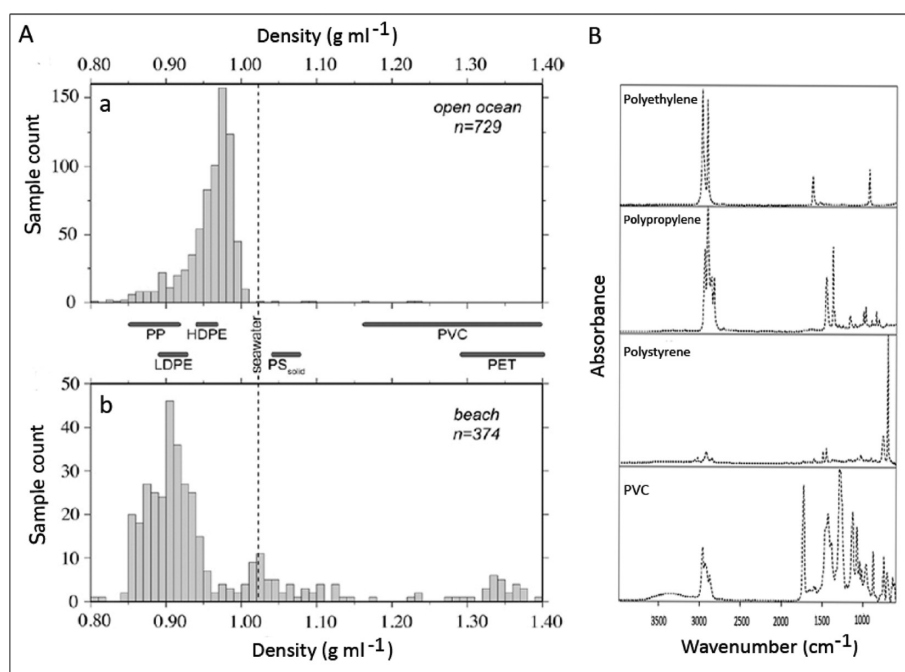 A
B
Density (g ml⁻¹)
0.80 0.90 1.00 1.10 1.20 1.30 1.40
a
open ocean
n=729
Sample count
150
100
50
0
PP HDPE seawater PVC
LDPE PSsolid PET
b
beach
n=374
Sample count
50
40
30
20
10
0
0.80 0.90 1.00 1.10 1.20 1.30 1.40
Density (g ml⁻¹)
Polyethylene
Polypropylene
Absorbance
Polystyrene
PVC
4000 3500 3000 2500 2000 1500 1000
Wavenumber (cm⁻¹)